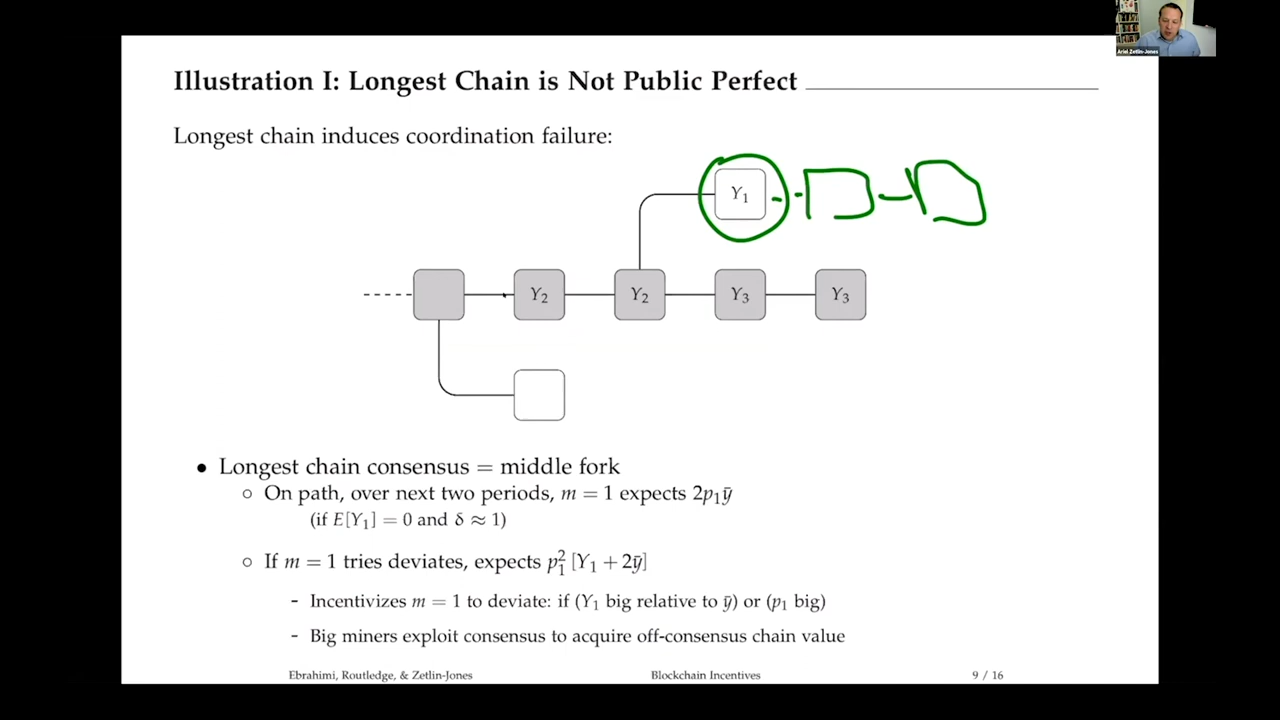 Ariel Zetlin-Jones
Illustration I: Longest Chain is Not Public Perfect
Longest chain induces coordination failure:
Y₁
Y₂ Y₂ Y₃ Y₃
• Longest chain consensus = middle fork
○ On path, over next two periods, m = 1 expects 2p₁ȳ
(if E[Y₁] = 0 and δ ≈ 1)
○ If m = 1 tries deviates, expects p₁² [Y₁ + 2ȳ]
- Incentivizes m = 1 to deviate: if (Y₁ big relative to ȳ) or (p₁ big)
- Big miners exploit consensus to acquire off-consensus chain value
Ebrahimi, Routledge, & Zetlin-Jones Blockchain Incentives 9 / 16